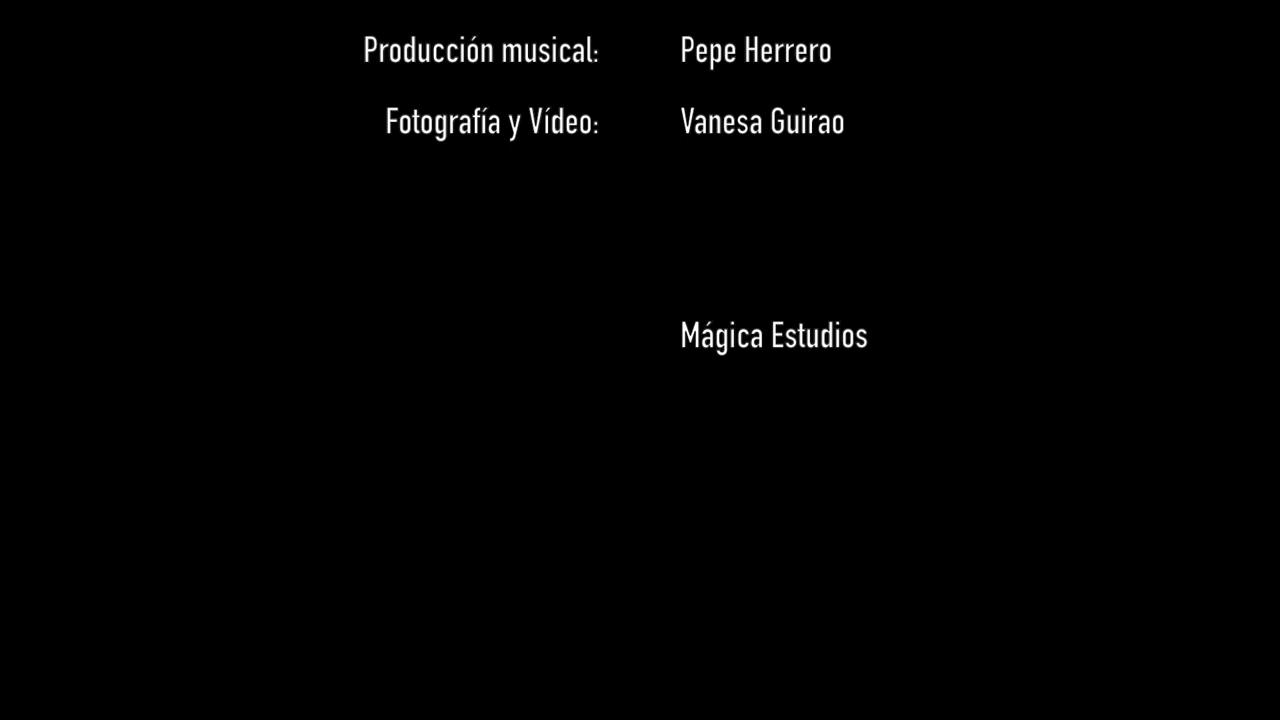 Producción musical: Pepe Herrero
Fotografía y Vídeo: Vanesa Guirao
Mágica Estudios